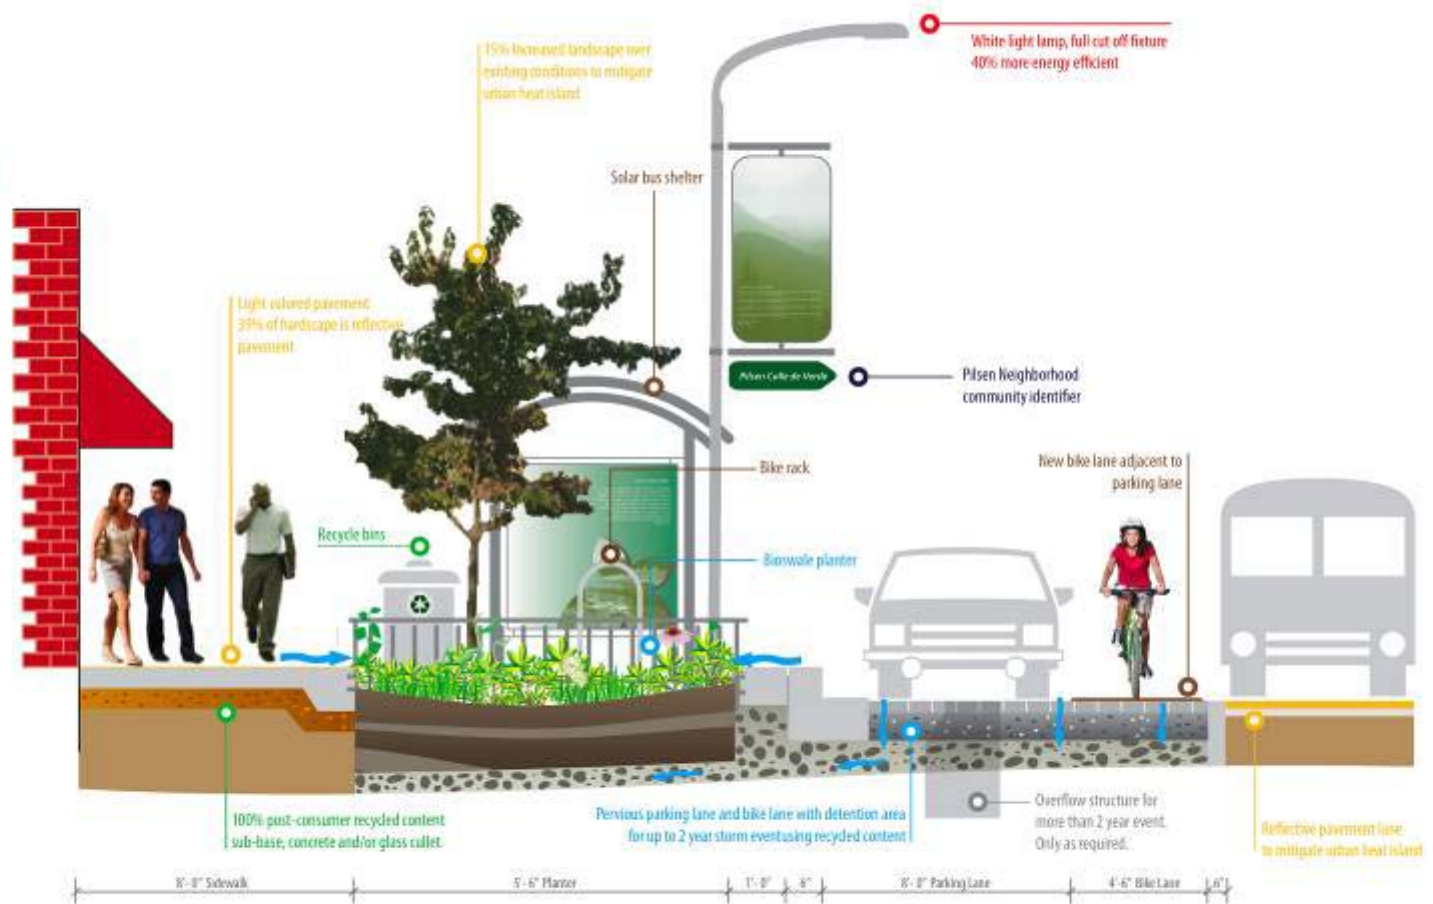 White light lamp, full cut off fixture
40% more energy efficient
15% Increased landscape over
existing conditions to mitigate
urban heat island
Solar bus shelter
Light colored pavement
39% of hardscape is reflective
pavement
Pilsen Calle de Verde
Pilsen Neighborhood
community identifier
Bike rack
New bike lane adjacent to
parking lane
Recycle bins
Bioswale planter
100% post-consumer recycled content
sub-base, concrete and/or glass cullet
Pervious parking lane and bike lane with detention area
for up to 2 year storm eventusing recycled content
Overflow structure for
more than 2 year event.
Only as required.
Reflective pavement lane
to mitigate urban heat island
8'- 0" Sidewalk
5'- 6" Planter
1'- 0"
6"
8'- 0" Parking Lane
4'-6" Bike Lane
6"